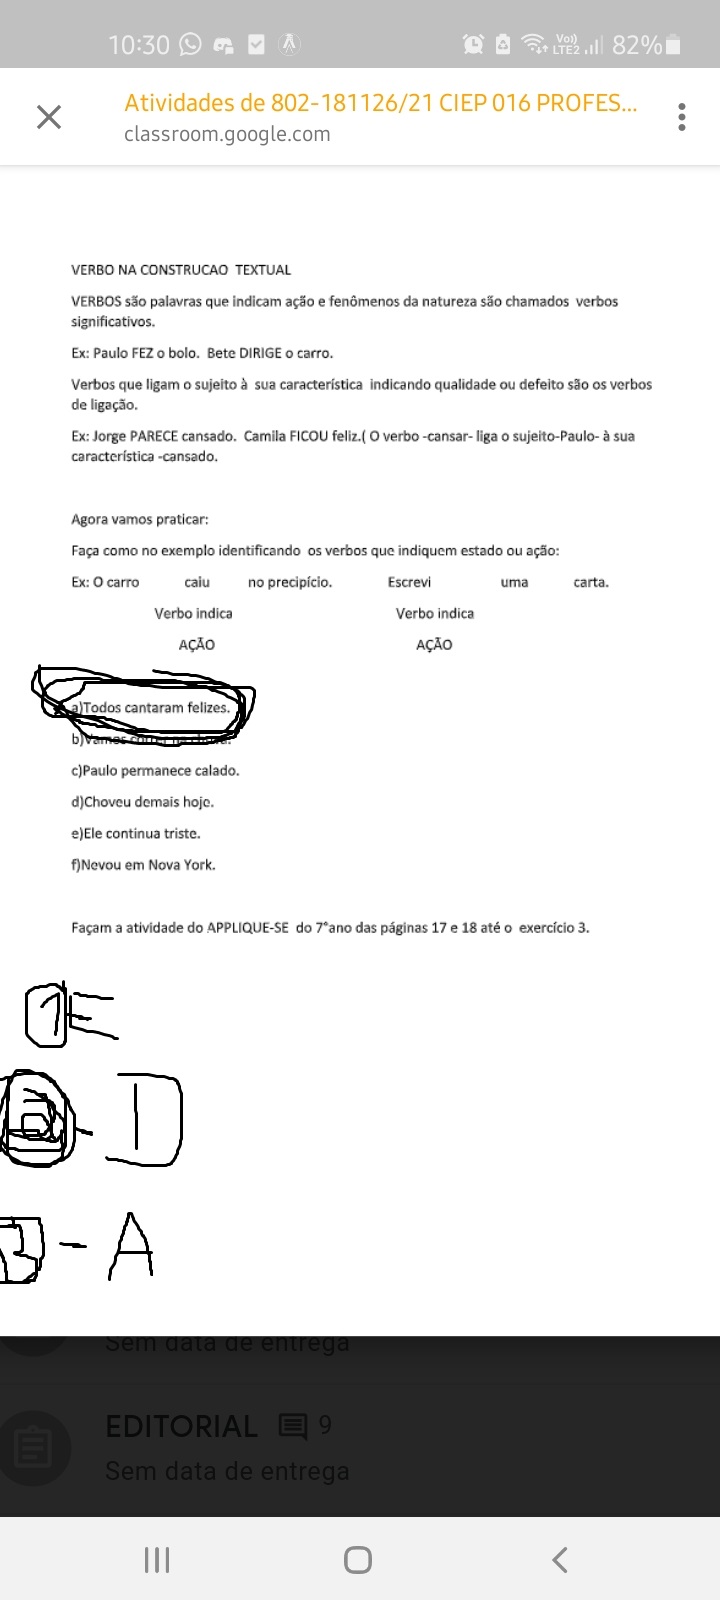 10:30 Vo)) LTE2 82%
Atividades de 802-181126/21 CIEP 016 PROFES...
classroom.google.com
VERBO NA CONSTRUCAO TEXTUAL
VERBOS são palavras que indicam ação e fenômenos da natureza são chamados verbos
significativos.
Ex: Paulo FEZ o bolo. Bete DIRIGE o carro.
Verbos que ligam o sujeito à sua característica indicando qualidade ou defeito são os verbos
de ligação.
Ex: Jorge PARECE cansado. Camila FICOU feliz.( O verbo -cansar- liga o sujeito-Paulo- à sua
característica -cansado.
Agora vamos praticar:
Faça como no exemplo identificando os verbos que indiquem estado ou ação:
Ex: O carro caiu no precipício. Escrevi uma carta.
Verbo indica Verbo indica
AÇÃO AÇÃO
a)Todos cantaram felizes.
b)Vamos
c)Paulo permanece calado.
d)Choveu demais hoje.
e)Ele continua triste.
f)Nevou em Nova York.
Façam a atividade do APPLIQUE-SE do 7°ano das páginas 17 e 18 até o exercício 3.
1E
- D
- A
Sem data de entrega
EDITORIAL 9
Sem data de entrega